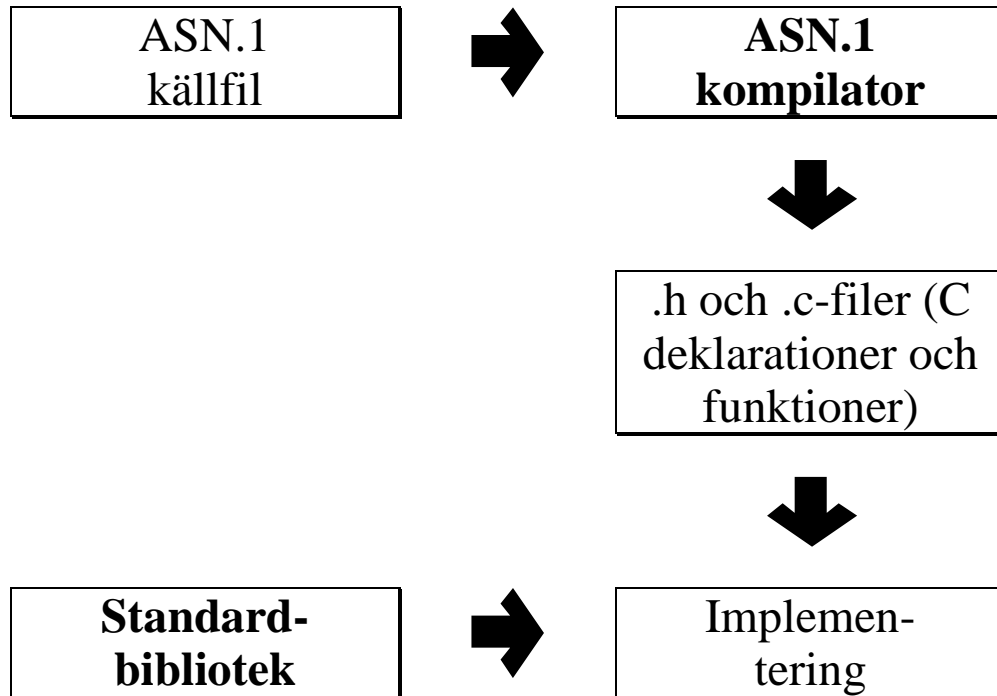 ASN.1
källfil
ASN.1
kompilator
.h och .c-filer (C
deklarationer och
funktioner)
Standard-
bibliotek
Implemen-
tering